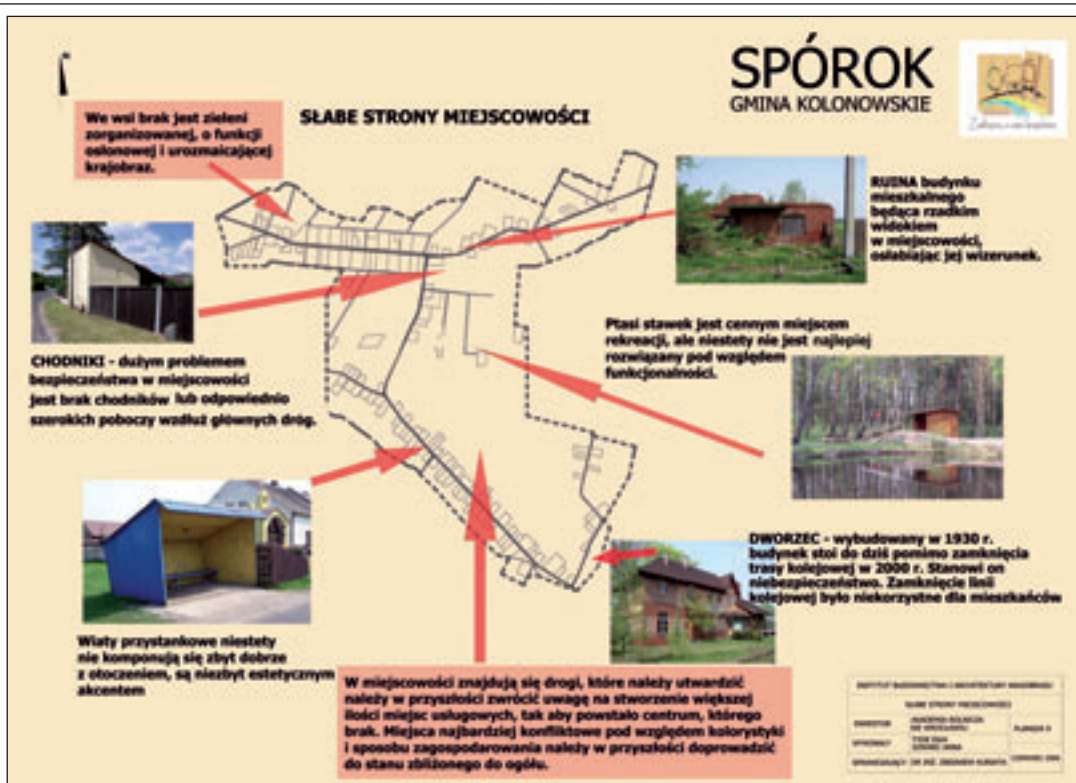 SPÓROK
GMINA KOLONOWSKIE
SŁABE STRONY MIEJSCOWOŚCI
We wsi brak jest zieleni
zorganizowanej, o funkcji
osłonowej i urozmaicającej
krajobraz.
RUINA budynku
mieszkalnego
będąca rzadkim
widokiem
w miejscowości,
osłabiając jej wizerunek.
CHODNIKI - dużym problemem
bezpieczeństwa w miejscowości
jest brak chodników lub odpowiednio
szerokich poboczy wzdłuż głównych dróg.
Ptasi stawek jest cennym miejscem
rekreacji, ale niestety nie jest najlepiej
rozwiązany pod względem
funkcjonalności.
DWORZEC - wybudowany w 1930 r.
budynek stoi do dziś pomimo zamknięcia
trasy kolejowej w 2000 r. Stanowi on
niebezpieczeństwo. Zamknięcie linii
kolejowej było niekorzystne dla mieszkańców
Wiaty przystankowe niestety
nie komponują się zbyt dobrze
z otoczeniem, są niezbyt estetycznym
akcentem
W miejscowości znajdują się drogi, które należy utwardzić
należy w przyszłości zwrócić uwagę na stworzenie większej
ilości miejsc usługowych, tak aby powstało centrum, którego
brak. Miejsca najbardziej konfliktowe pod względem kolorystyki
i sposobu zagospodarowania należy w przyszłości doprowadzić
do stanu zbliżonego do ogółu.
SŁABE STRONY MIEJSCOWOŚCI
AKADEMIA ROLNICZA
WE WROCŁAWIU